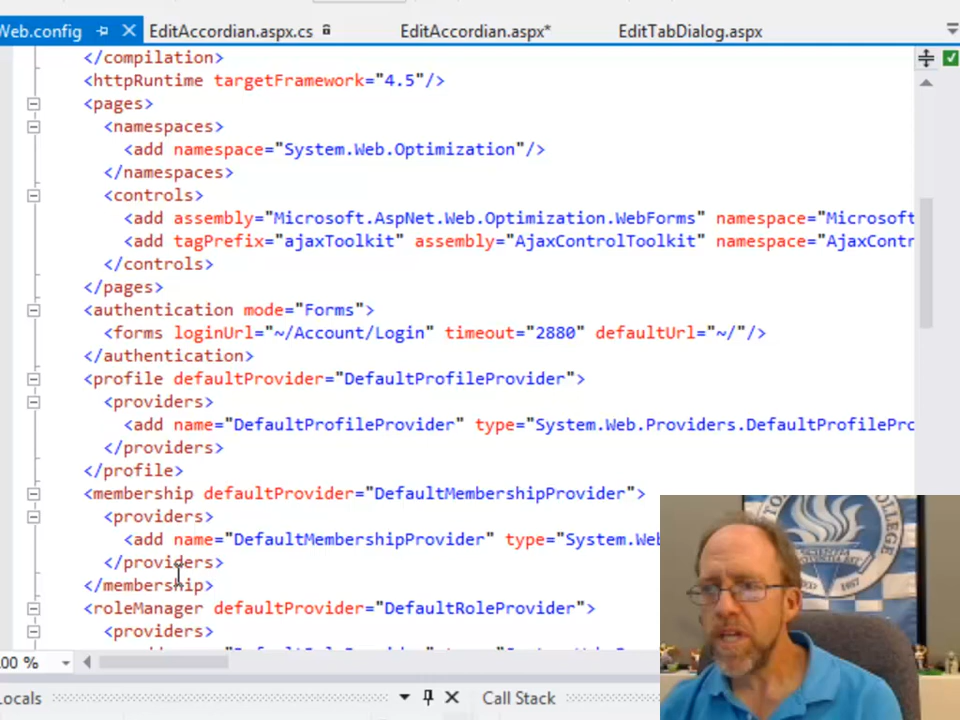 Web.config EditAccordian.aspx.cs EditAccordian.aspx* EditTabDialog.aspx
</compilation>
<httpRuntime targetFramework="4.5"/>
<pages>
<namespaces>
<add namespace="System.Web.Optimization"/>
</namespaces>
<controls>
<add assembly="Microsoft.AspNet.Web.Optimization.WebForms" namespace="Microsoft
<add tagPrefix="ajaxToolkit" assembly="AjaxControlToolkit" namespace="AjaxContr
</controls>
</pages>
<authentication mode="Forms">
<forms loginUrl="~/Account/Login" timeout="2880" defaultUrl="~/"/>
</authentication>
<profile defaultProvider="DefaultProfileProvider">
<providers>
<add name="DefaultProfileProvider" type="System.Web.Providers.DefaultProfilePro
</providers>
</profile>
<membership defaultProvider="DefaultMembershipProvider">
<providers>
<add name="DefaultMembershipProvider" type="System.We
</providers>
</membership>
<roleManager defaultProvider="DefaultRoleProvider">
<providers>
00 %
Locals Call Stack
COLLEGE